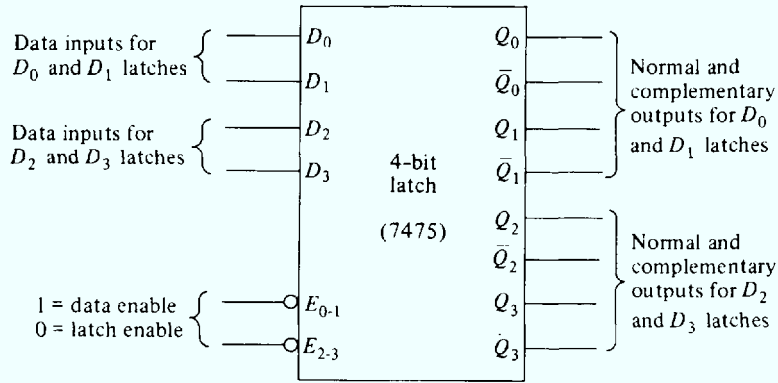 Data inputs for
D₀ and D₁ latches
Data inputs for
D₂ and D₃ latches
1 = data enable
0 = latch enable
D₀
D₁
D₂
D₃
E₀₋₁
E₂₋₃
4-bit
latch
(7475)
Q₀
Q̅₀
Q₁
Q̅₁
Q₂
Q̅₂
Q₃
Q̇₃
Normal and
complementary
outputs for D₀
and D₁ latches
Normal and
complementary
outputs for D₂
and D₃ latches